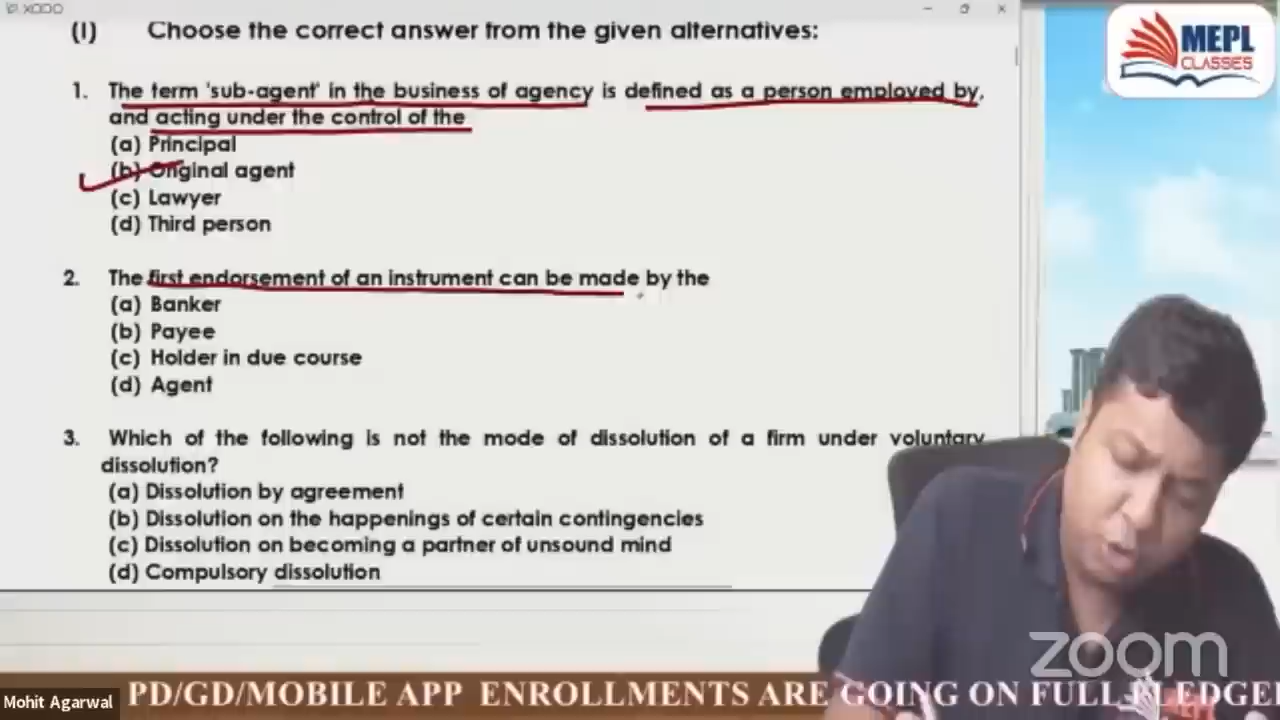 XODO
MEPL
CLASSES
(I) Choose the correct answer from the given alternatives:
1. The term 'sub-agent' in the business of agency is defined as a person employed by,
and acting under the control of the
(a) Principal
(b) Original agent
(c) Lawyer
(d) Third person
2. The first endorsement of an instrument can be made by the
(a) Banker
(b) Payee
(c) Holder in due course
(d) Agent
3. Which of the following is not the mode of dissolution of a firm under voluntary
dissolution?
(a) Dissolution by agreement
(b) Dissolution on the happenings of certain contingencies
(c) Dissolution on becoming a partner of unsound mind
(d) Compulsory dissolution
zoom
Mohit Agarwal
PD/GD/MOBILE APP ENROLLMENTS ARE GOING ON FULL